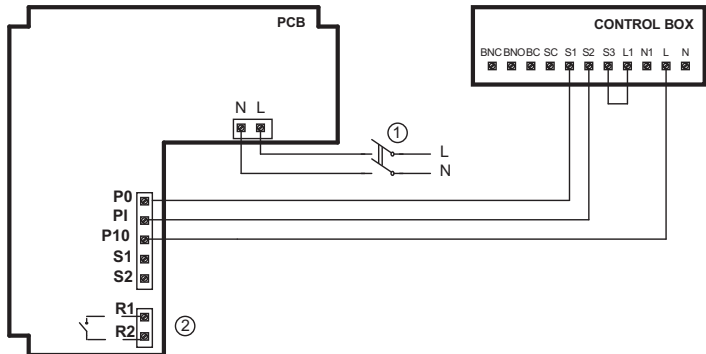 PCB
CONTROL BOX
BNC BNO BC SC S1 S2 S3 L1 N1 L N
N L
1
L
N
P0
PI
P10
S1
S2
R1
R2
2